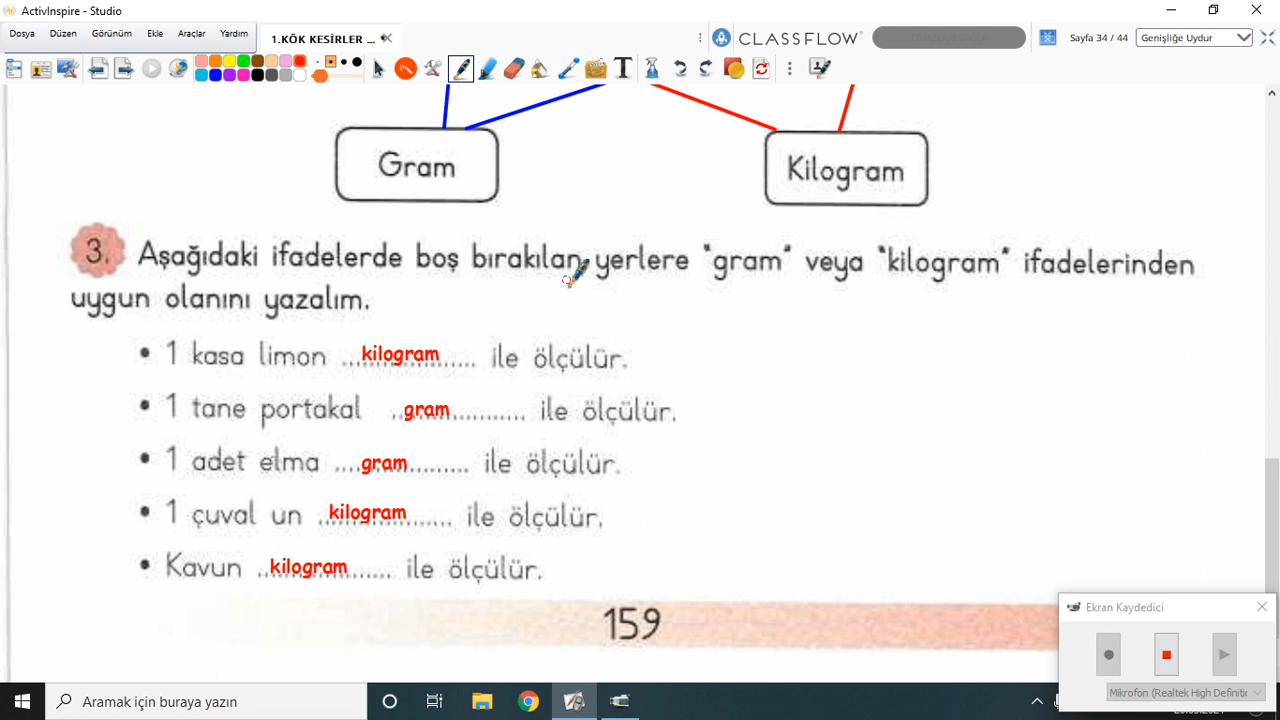 ActivInspire - Studio
Dosya Düzen Görünüm Ekle Araçlar Yardım
1.KÖK KESİRLER ...
CLASSFLOW
Sayfa 34 / 44
Genişliğe Uydur
Gram
Kilogram
3. Aşağıdaki ifadelerde boş bırakılan yerlere "gram" veya "kilogram" ifadelerinden
uygun olanını yazalım.
• 1 kasa limon ...kilogram... ile ölçülür.
• 1 tane portakal ..gram... ile ölçülür.
• 1 adet elma ....gram... ile ölçülür.
• 1 çuval un ...kilogram... ile ölçülür.
• Kavun ..kilogram... ile ölçülür.
159
Ekran Kaydedici
Mikrofon (Realtek High Definitic
Aramak için buraya yazın